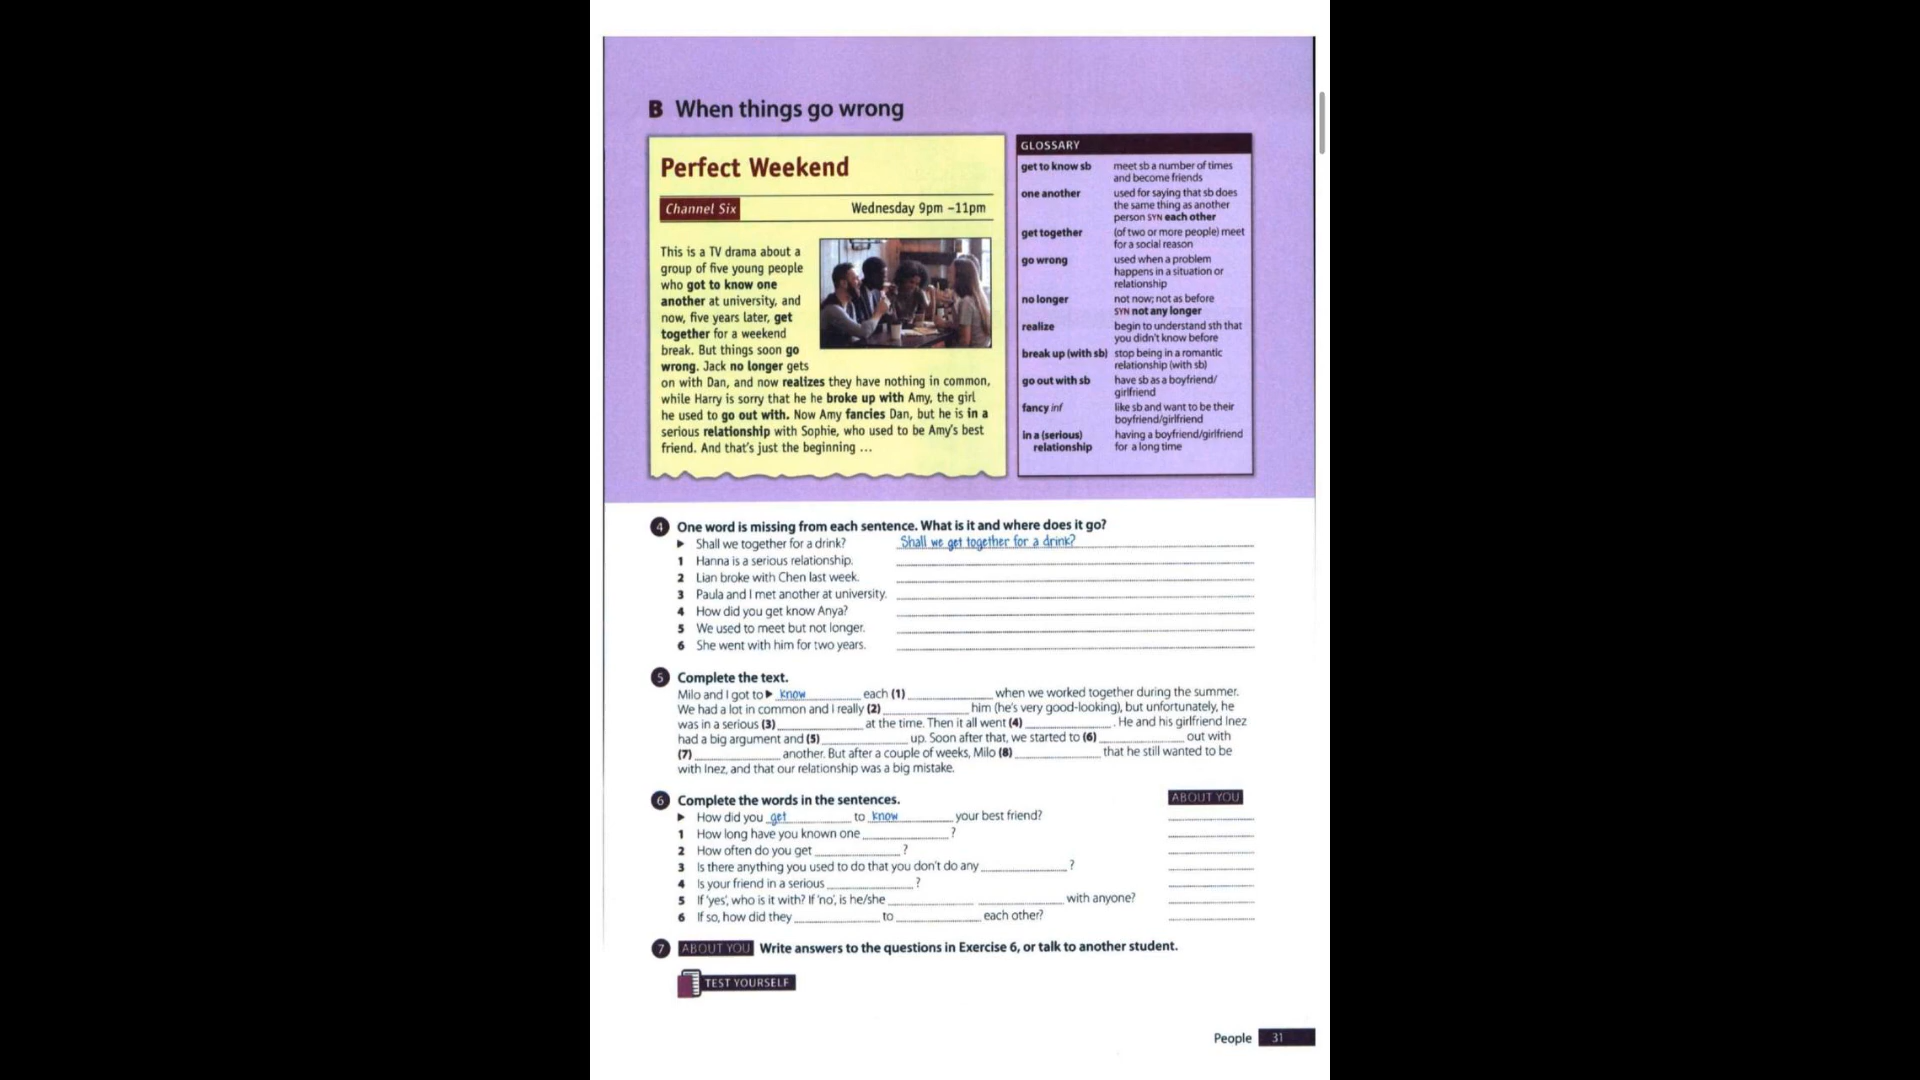 B When things go wrong
Perfect Weekend
Channel Six Wednesday 9pm –11pm
This is a TV drama about a
group of five young people
who got to know one
another at university, and
now, five years later, get
together for a weekend
break. But things soon go
wrong. Jack no longer gets
on with Dan, and now realizes they have nothing in common,
while Harry is sorry that he he broke up with Amy, the girl
he used to go out with. Now Amy fancies Dan, but he is in a
serious relationship with Sophie, who used to be Amy's best
friend. And that's just the beginning ...
GLOSSARY
get to know sb meet sb a number of times
and become friends
one another used for saying that sb does
the same thing as another
person SYN each other
get together (of two or more people) meet
for a social reason
go wrong used when a problem
happens in a situation or
relationship
no longer not now; not as before
SYN not any longer
realize begin to understand sth that
you didn't know before
break up (with sb) stop being in a romantic
relationship (with sb)
go out with sb have sb as a boyfriend/
girlfriend
fancy inf like sb and want to be their
boyfriend/girlfriend
in a (serious) having a boyfriend/girlfriend
relationship for a long time
4 One word is missing from each sentence. What is it and where does it go?
▶ Shall we together for a drink? Shall we get together for a drink?
1 Hanna is a serious relationship.
2 Lian broke with Chen last week.
3 Paula and I met another at university.
4 How did you get know Anya?
5 We used to meet but not longer.
6 She went with him for two years.
5 Complete the text.
Milo and I got to ▶ know each (1) when we worked together during the summer.
We had a lot in common and I really (2) him (he's very good-looking), but unfortunately, he
was in a serious (3) at the time. Then it all went (4) . He and his girlfriend Inez
had a big argument and (5) up. Soon after that, we started to (6) out with
(7) another. But after a couple of weeks, Milo (8) that he still wanted to be
with Inez, and that our relationship was a big mistake.
6 Complete the words in the sentences. ABOUT YOU
▶ How did you get to know your best friend?
1 How long have you known one ?
2 How often do you get ?
3 Is there anything you used to do that you don't do any ?
4 Is your friend in a serious ?
5 If 'yes', who is it with? If 'no', is he/she with anyone?
6 If so, how did they to each other?
7 ABOUT YOU Write answers to the questions in Exercise 6, or talk to another student.
TEST YOURSELF
People 31